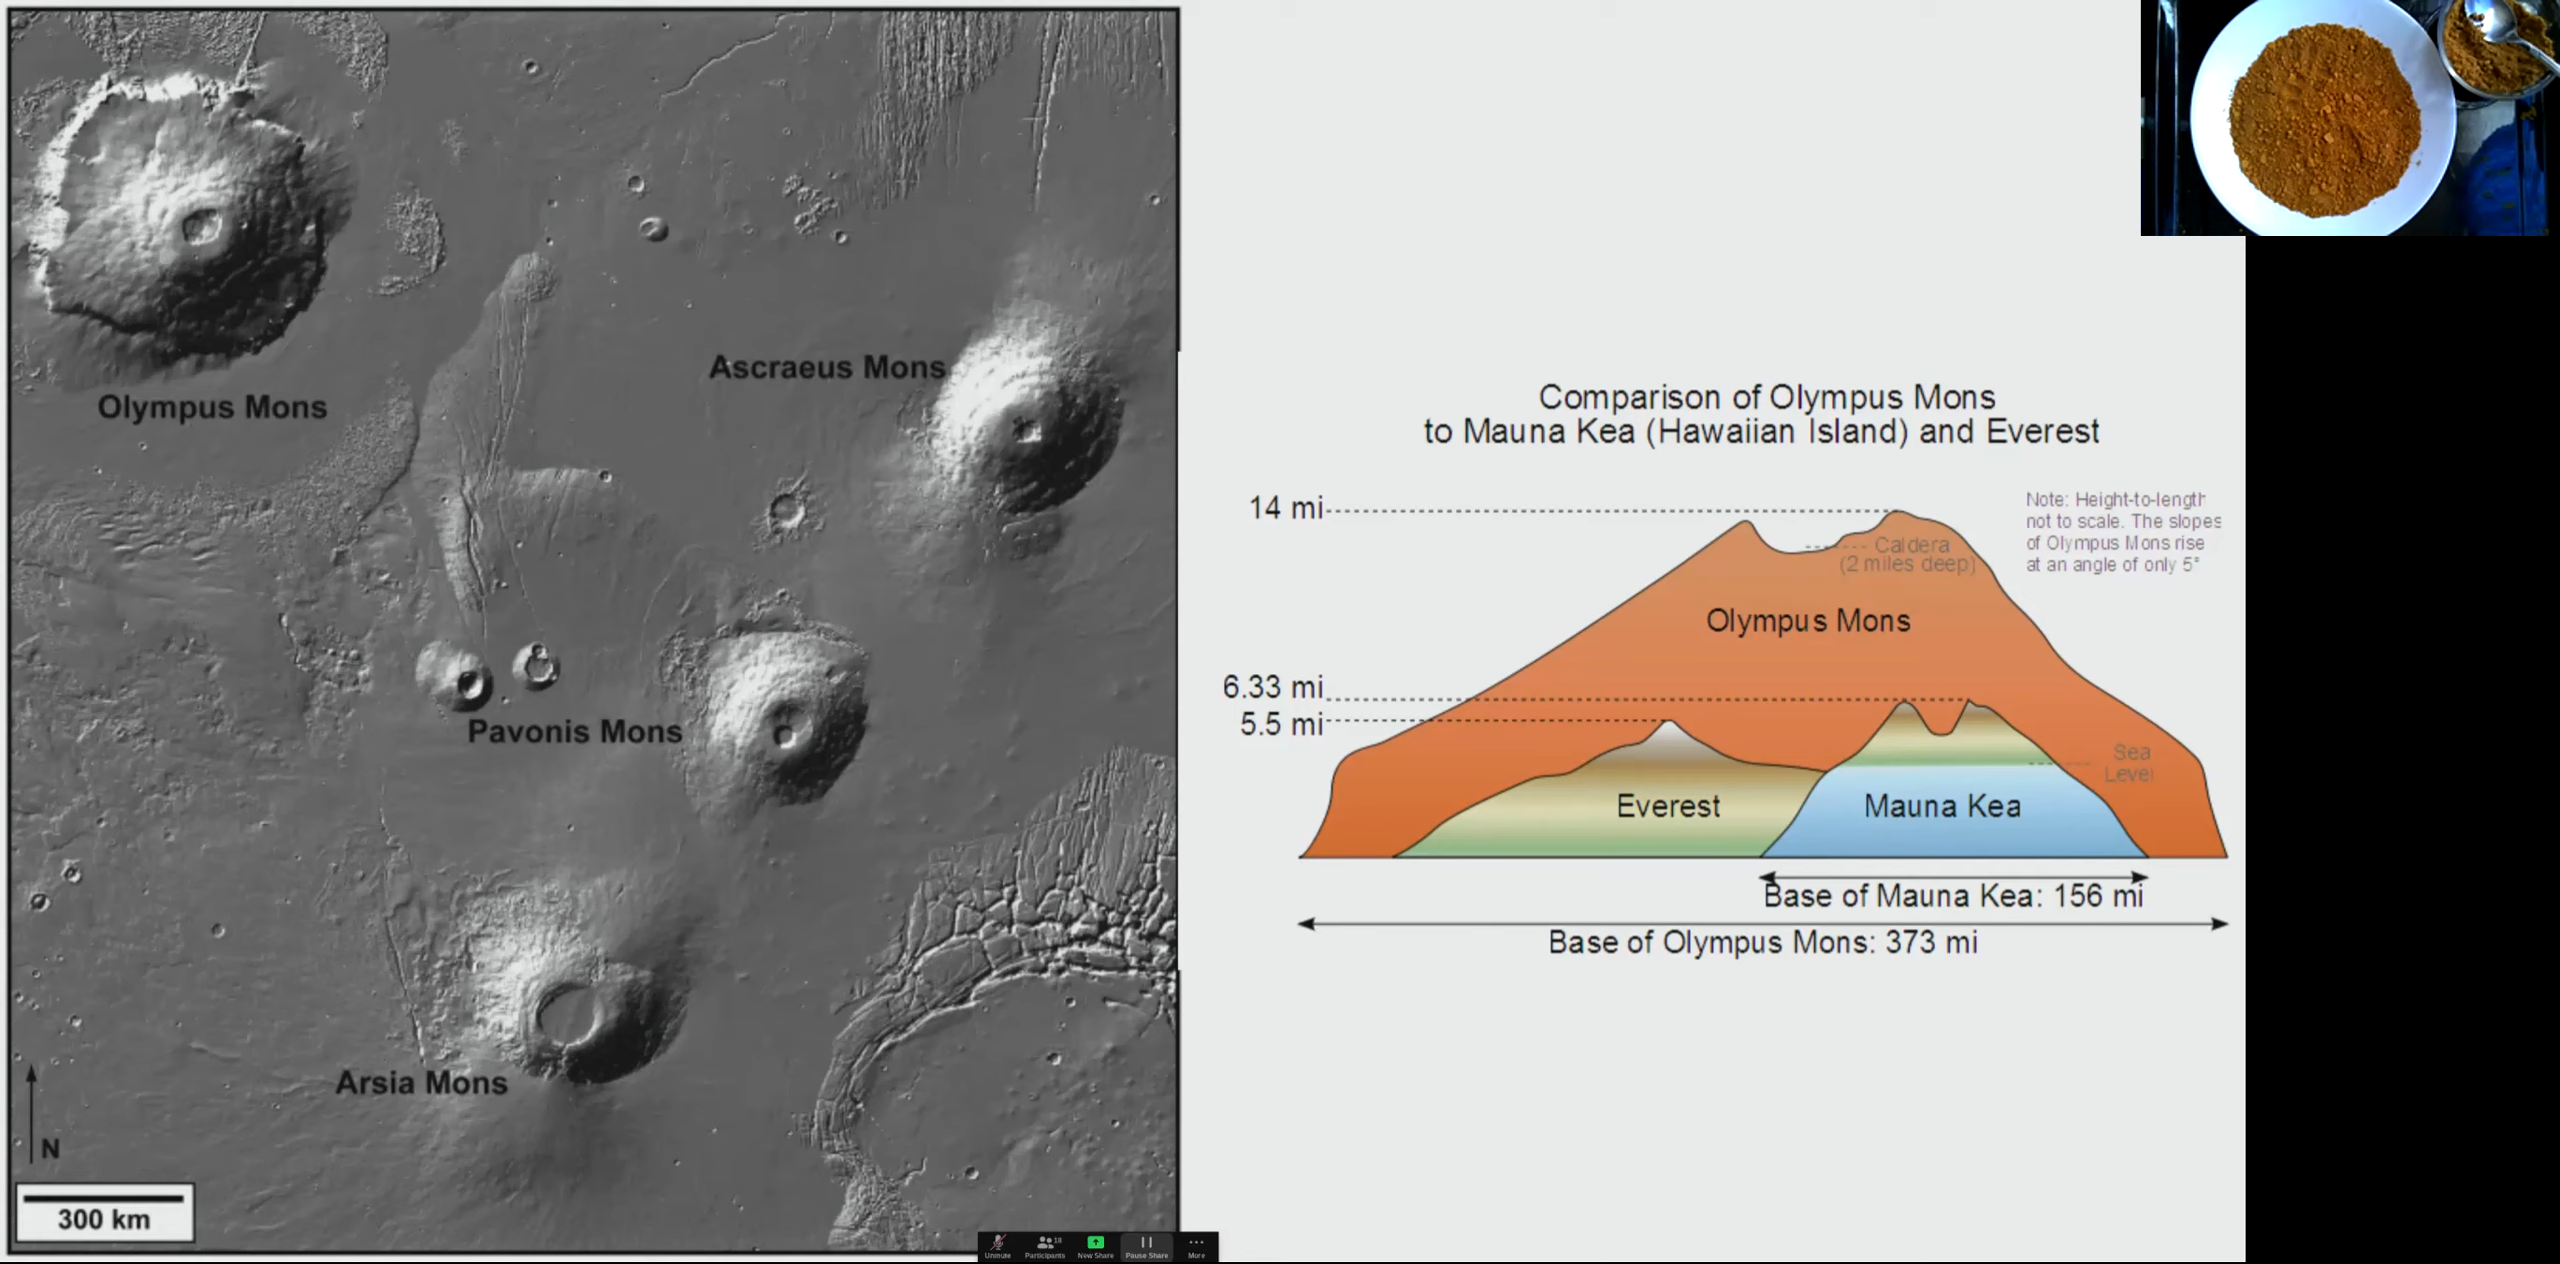 Olympus Mons
Ascraeus Mons
Pavonis Mons
Arsia Mons
N
300 km
Comparison of Olympus Mons
to Mauna Kea (Hawaiian Island) and Everest
14 mi
Note: Height-to-length
not to scale. The slopes
of Olympus Mons rise
at an angle of only 5°
Caldera
(2 miles deep)
Olympus Mons
6.33 mi
5.5 mi
Sea
Level
Everest
Mauna Kea
Base of Mauna Kea: 156 mi
Base of Olympus Mons: 373 mi
18
Unmute
Participants
New Share
Pause Share
More